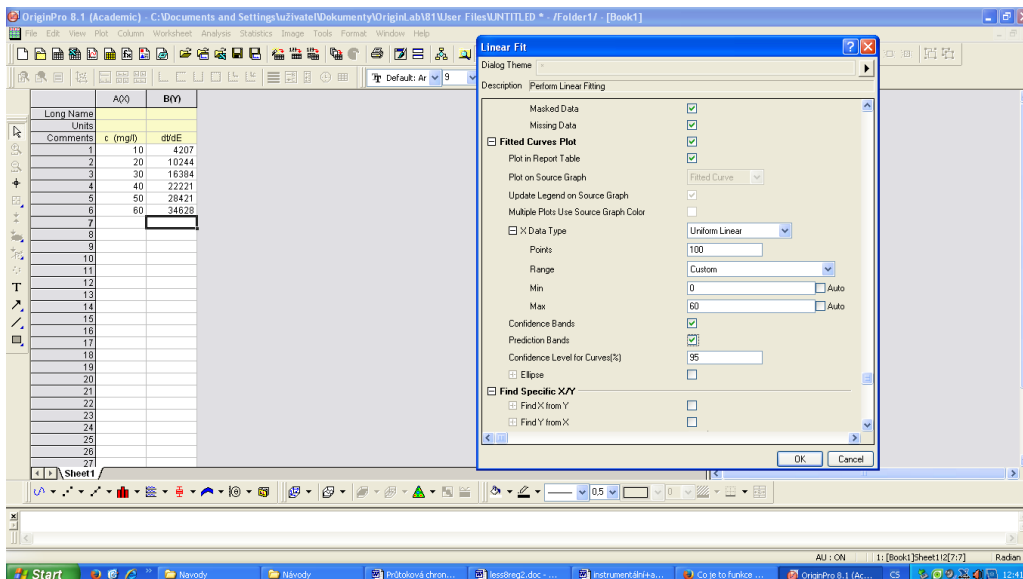 OriginPro 8.1 (Academic) - C:\Documents and Settings\uživatel\Dokumenty\OriginLab\81\User Files\UNTITLED * - /Folder1/ - [Book1]
File Edit View Plot Column Worksheet Analysis Statistics Image Tools Format Window Help
Default: Ar 9
A(X) B(Y)
Long Name
Units
Comments c (mg/l) dt/dE
1 10 4207
2 20 10244
3 30 16384
4 40 22221
5 50 28421
6 60 34628
7
8
9
10
11
12
13
14
15
16
17
18
19
20
21
22
23
24
25
26
27
Sheet1
Linear Fit
Dialog Theme *
Description Perform Linear Fitting
Masked Data
Missing Data
Fitted Curves Plot
Plot in Report Table
Plot on Source Graph Fitted Curve
Update Legend on Source Graph
Multiple Plots Use Source Graph Color
X Data Type Uniform Linear
Points 100
Range Custom
Min 0 Auto
Max 60 Auto
Confidence Bands
Prediction Bands
Confidence Level for Curves(%) 95
Ellipse
Find Specific X/Y
Find X from Y
Find Y from X
OK Cancel
T
0,5 0
AU : ON 1: [Book1]Sheet1!2[7:7] Radian
Start Navody Návody Průtoková chron... less8reg2.doc - ... instrumentální+a... Co je to funkce ... OriginPro 8.1 (Ac... CS 12:41